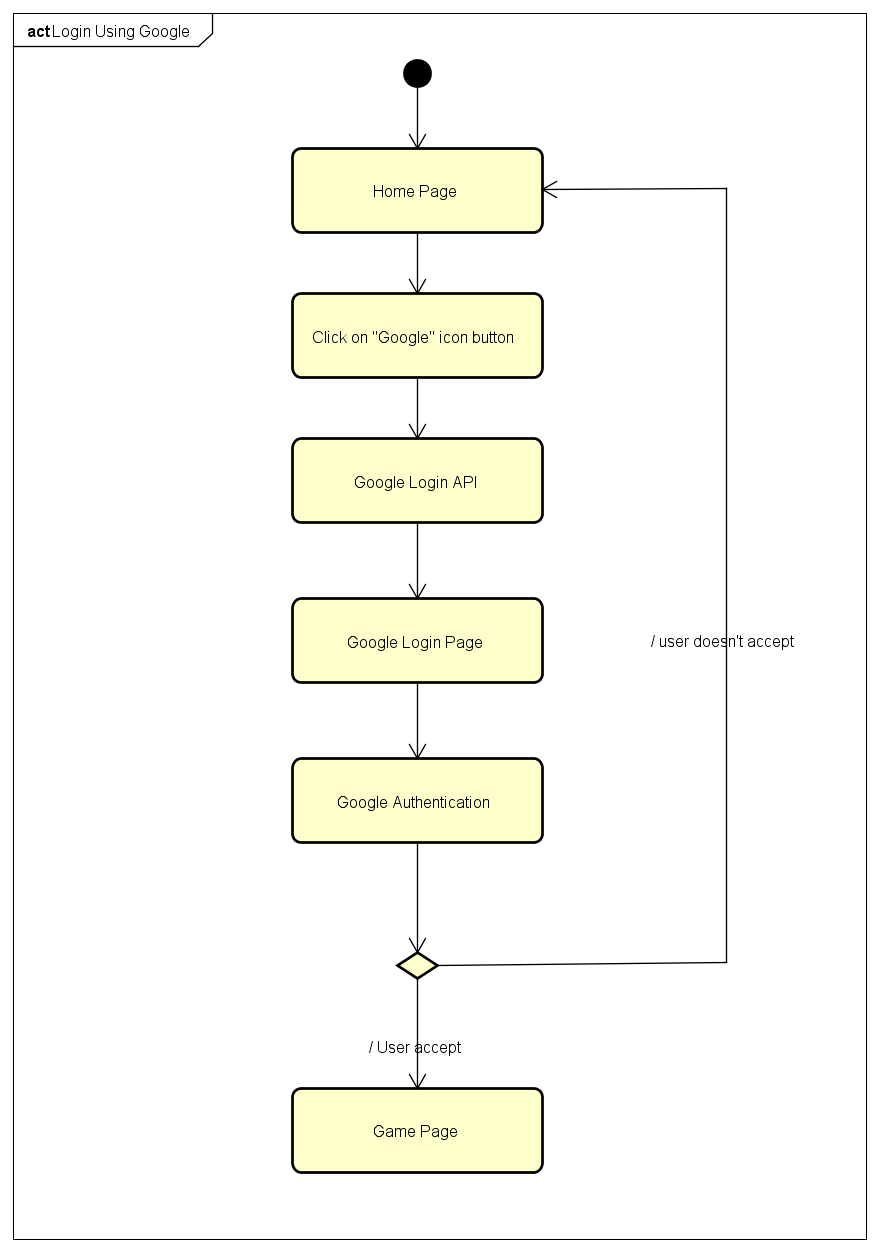 act Login Using Google
Home Page
Click on "Google" icon button
Google Login API
Google Login Page
/ user doesn't accept
Google Authentication
/ User accept
Game Page